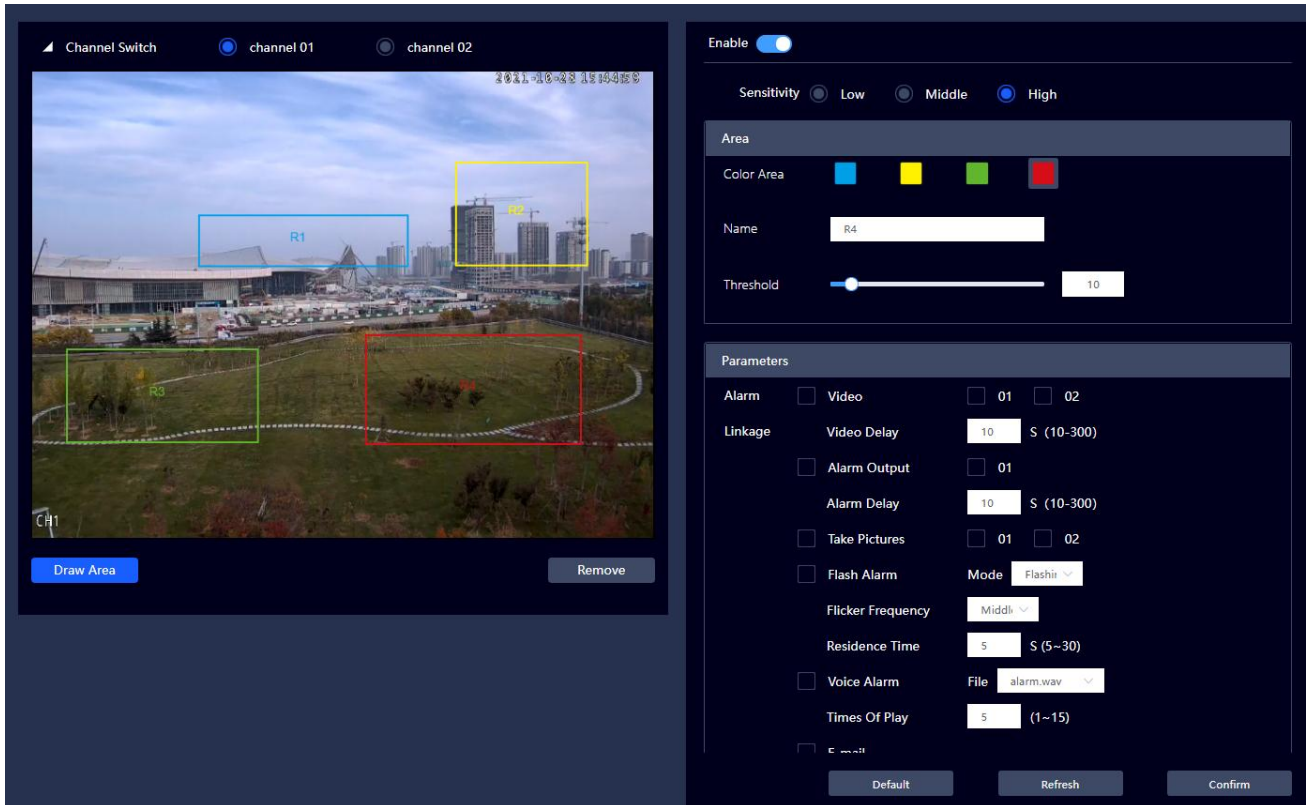 Channel Switch channel 01 channel 02
2021-10-28 15:44:58
R1
R2
R3
R4
CH1
Draw Area Remove
Enable
Sensitivity Low Middle High
Area
Color Area
Name R4
Threshold 10
Parameters
Alarm Video 01 02
Linkage Video Delay 10 S (10-300)
Alarm Output 01
Alarm Delay 10 S (10-300)
Take Pictures 01 02
Flash Alarm Mode
Flicker Frequency
Residence Time 5 S (5~30)
Voice Alarm File alarm.wav
Times Of Play 5 (1~15)
E-mail
Default Refresh Confirm